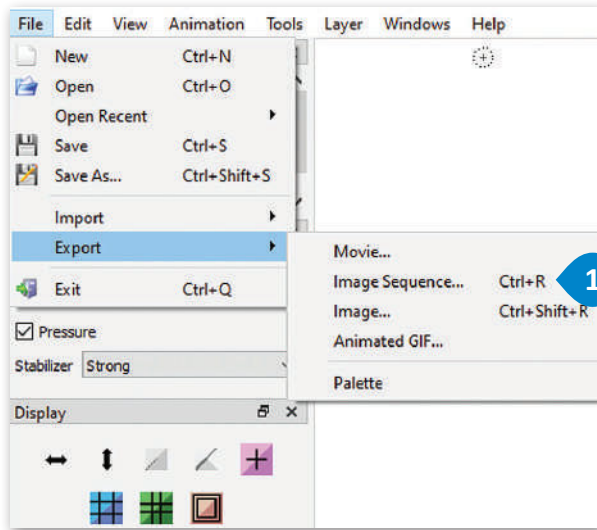 File Edit View Animation Tools Layer Windows Help
New Ctrl+N
Open Ctrl+O
Open Recent
Save Ctrl+S
Save As... Ctrl+Shift+S
Import
Export
Exit Ctrl+Q
Movie...
Image Sequence... Ctrl+R 1
Image... Ctrl+Shift+R
Animated GIF...
Palette
Pressure
Stabilizer Strong
Display